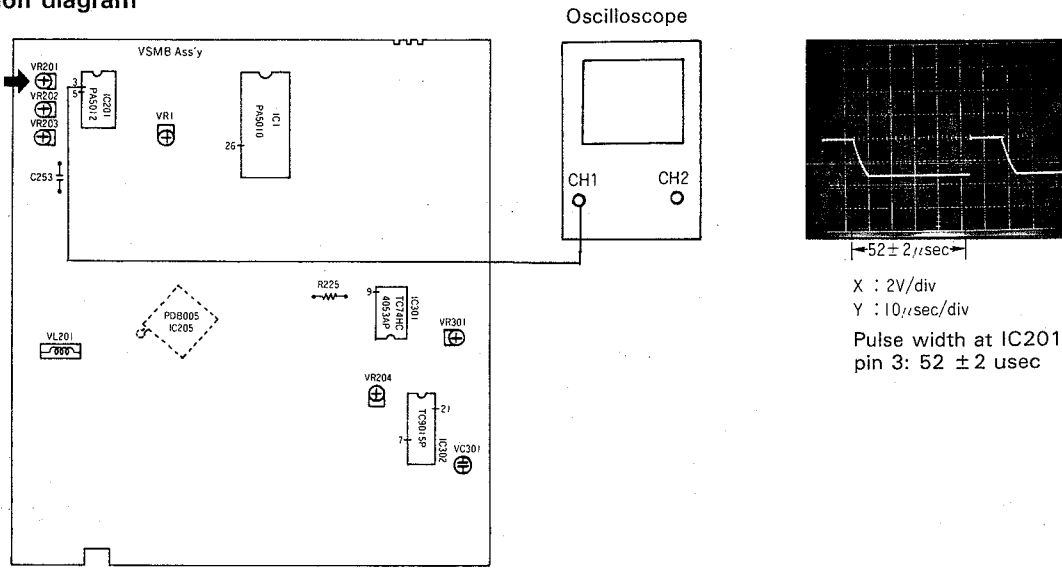 on diagram
Oscilloscope
VSMB Ass'y
VR201
VR202
VR203
3
5
IC201
PA5012
VR1
IC1
PA5010
26
C253
CH1
CH2
52±2μsec
X : 2V/div
Y : 10μsec/div
Pulse width at IC201
pin 3: 52 ±2 usec
R225
9
IC301
TC74HC
4053AP
PD8005
IC205
VL201
VR301
VR204
21
TC9015P
7
IC302
VC301